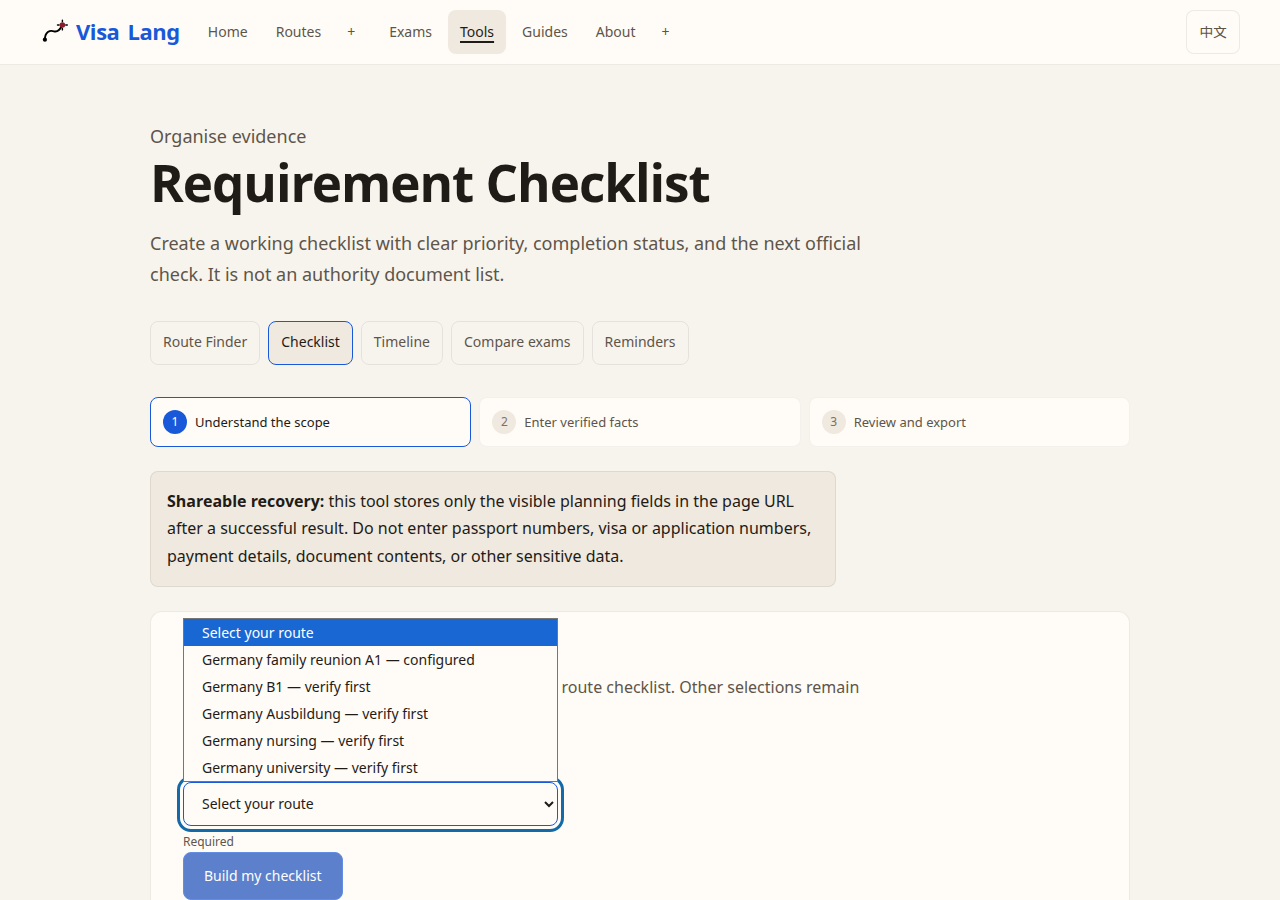 Visa Lang
Home
Routes
+
Exams
Tools
Guides
About
+
中文
Organise evidence
Requirement Checklist
Create a working checklist with clear priority, completion status, and the next official
check. It is not an authority document list.
Route Finder
Checklist
Timeline
Compare exams
Reminders
1 Understand the scope
2 Enter verified facts
3 Review and export
Shareable recovery: this tool stores only the visible planning fields in the page URL
after a successful result. Do not enter passport numbers, visa or application numbers,
payment details, document contents, or other sensitive data.
Select your route
Germany family reunion A1 — configured
Germany B1 — verify first
route checklist. Other selections remain
Germany Ausbildung — verify first
Germany nursing — verify first
Germany university — verify first
Select your route
Required
Build my checklist